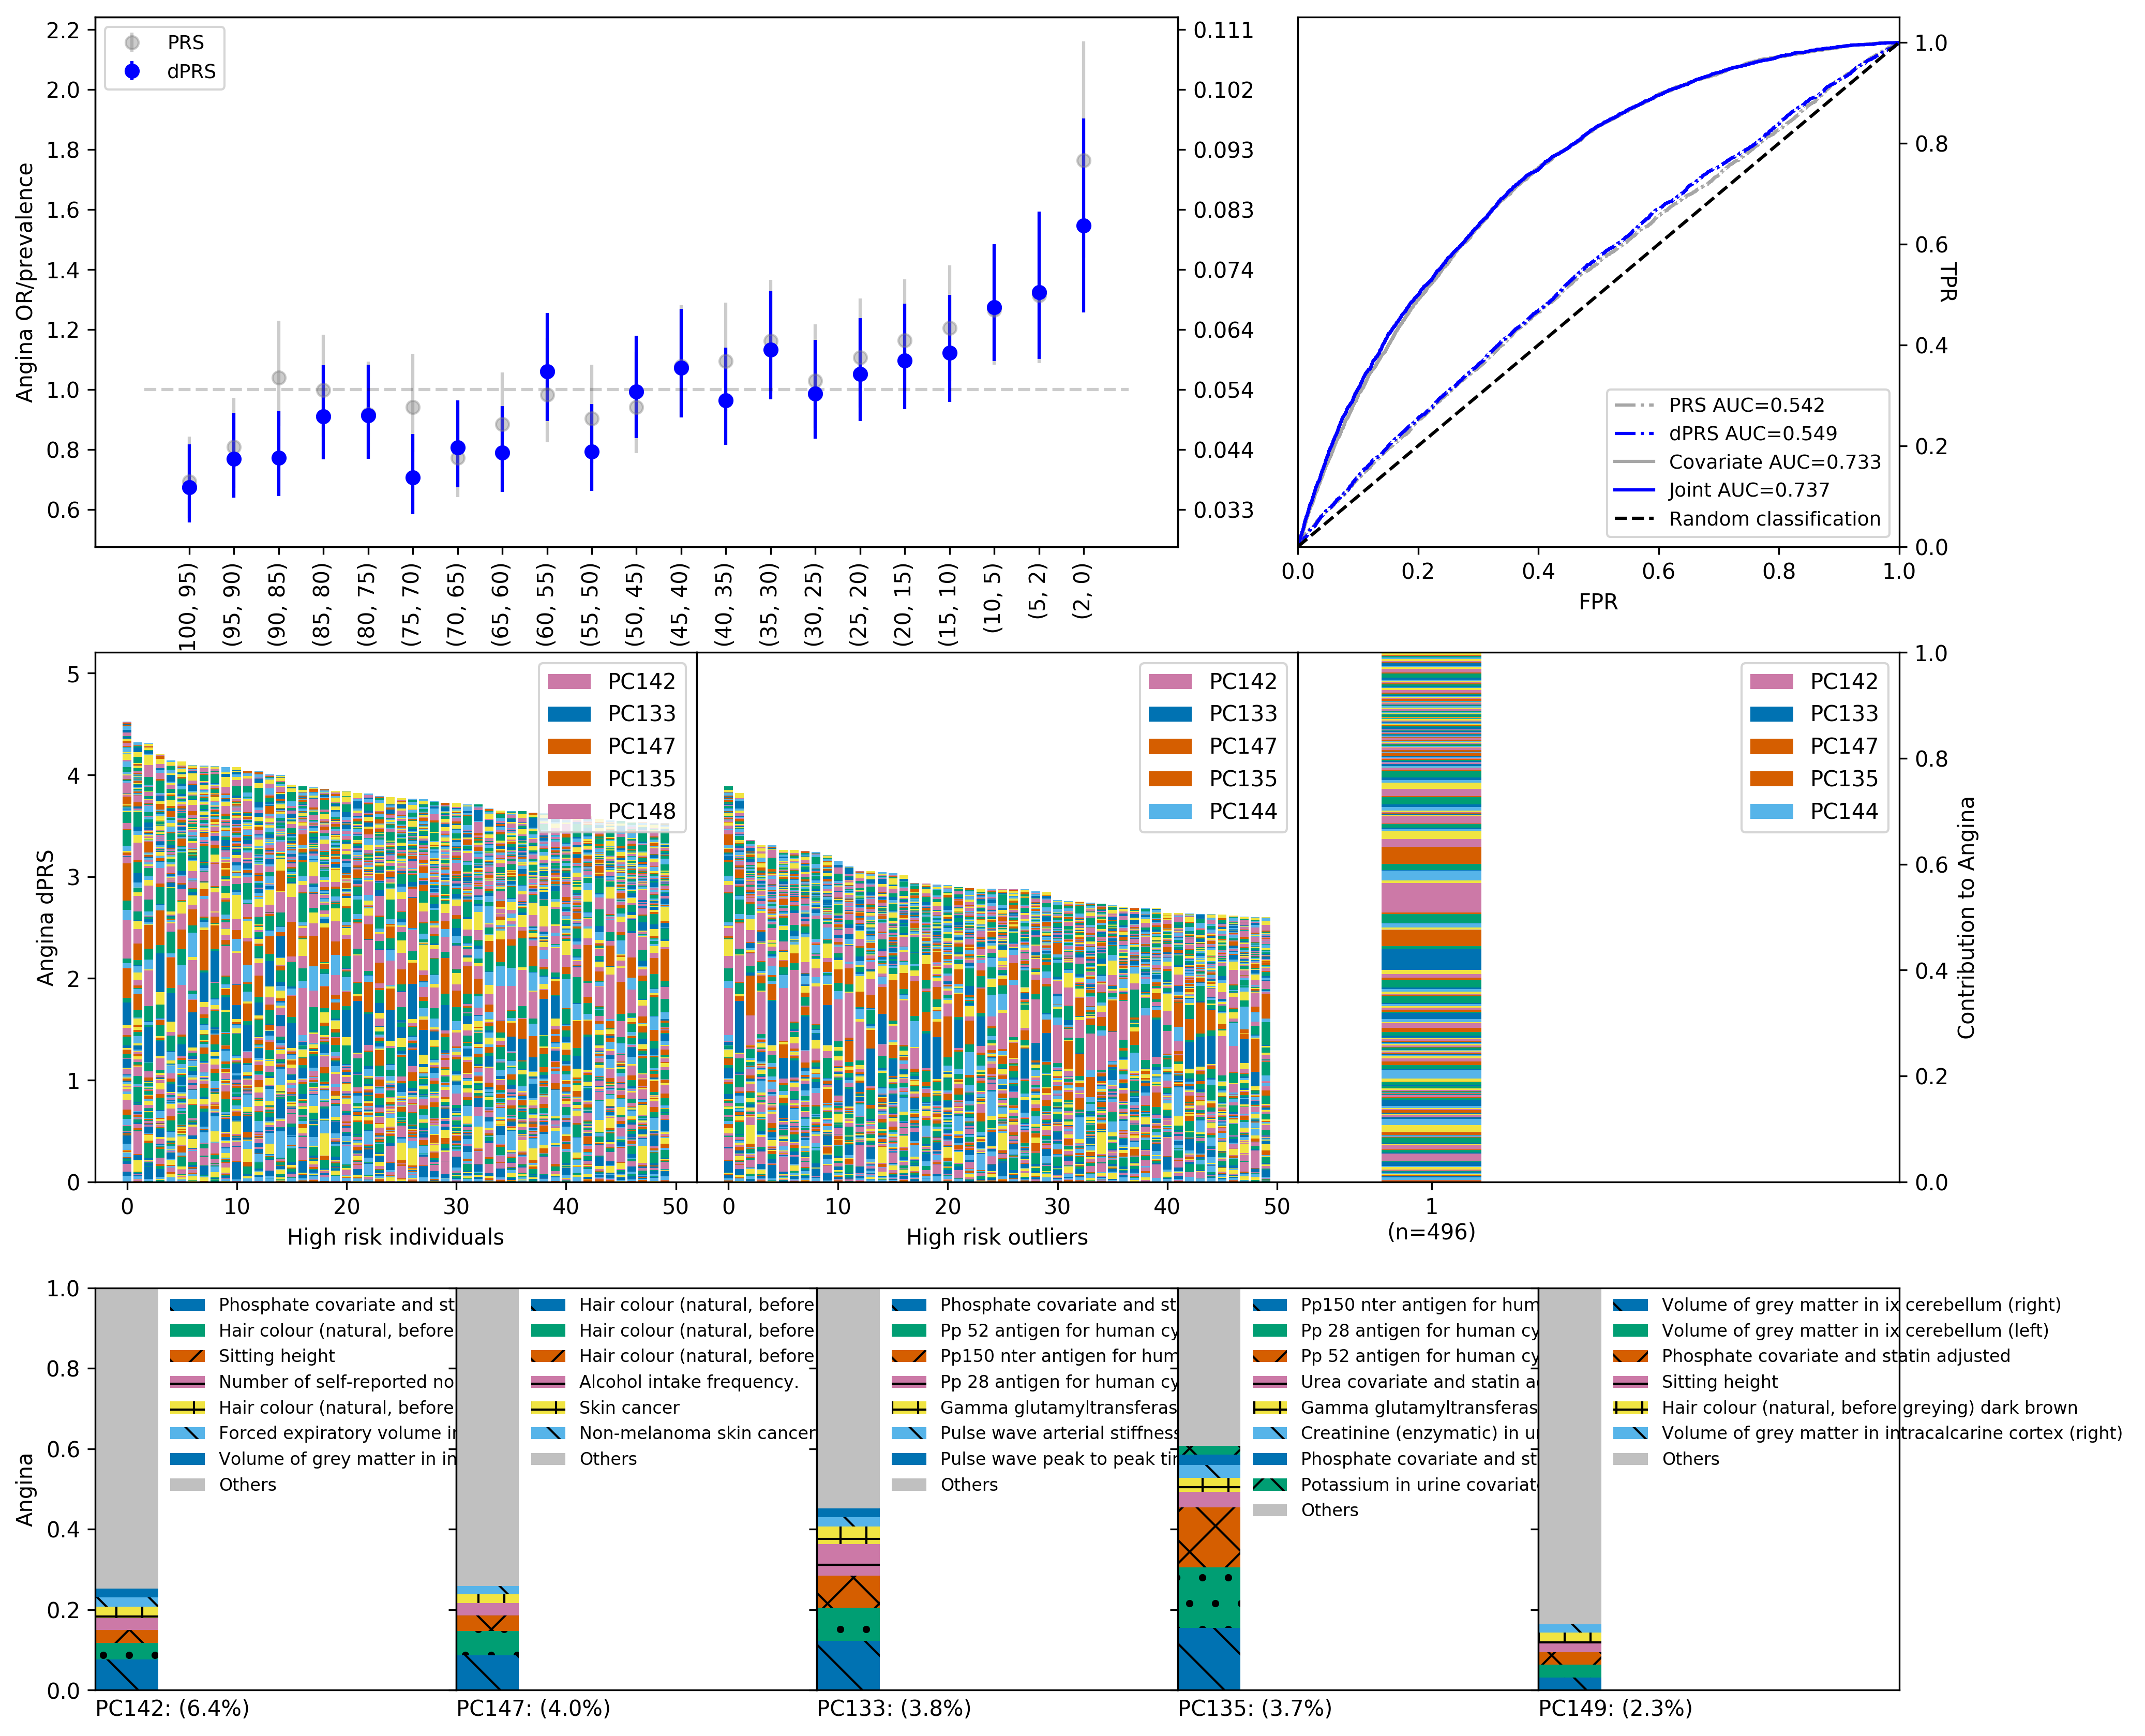 2.2
2.0
1.8
1.6
1.4
1.2
1.0
0.8
0.6
Angina OR/prevalence
PRS
dPRS
0.111
0.102
0.093
0.083
0.074
0.064
0.054
0.044
0.033
100, 95)
(95, 90)
(90, 85)
(85, 80)
(80, 75)
(75, 70)
(70, 65)
(65, 60)
(60, 55)
(55, 50)
(50, 45)
(45, 40)
(40, 35)
(35, 30)
(30, 25)
(25, 20)
(20, 15)
(15, 10)
(10, 5)
(5, 2)
(2, 0)
PRS AUC=0.542
dPRS AUC=0.549
Covariate AUC=0.733
Joint AUC=0.737
Random classification
1.0
0.8
0.6
0.4
0.2
0.0
TPR
0.0 0.2 0.4 0.6 0.8 1.0
FPR
5
4
3
2
1
0
Angina dPRS
PC142
PC133
PC147
PC135
PC148
0 10 20 30 40 50
High risk individuals
PC142
PC133
PC147
PC135
PC144
0 10 20 30 40 50
High risk outliers
PC142
PC133
PC147
PC135
PC144
1
(n=496)
1.0
0.8
0.6
0.4
0.2
0.0
Contribution to Angina
1.0
0.8
0.6
0.4
0.2
0.0
Angina
Phosphate covariate and st
Hair colour (natural, before
Sitting height
Number of self-reported no
Hair colour (natural, before
Forced expiratory volume i
Volume of grey matter in in
Others
PC142: (6.4%)
Hair colour (natural, before
Hair colour (natural, before
Hair colour (natural, before
Alcohol intake frequency.
Skin cancer
Non-melanoma skin cancer
Others
PC147: (4.0%)
Phosphate covariate and st
Pp 52 antigen for human cy
Pp150 nter antigen for hum
Pp 28 antigen for human cy
Gamma glutamyltransferas
Pulse wave arterial stiffness
Pulse wave peak to peak tir
Others
PC133: (3.8%)
Pp150 nter antigen for hum
Pp 28 antigen for human cy
Pp 52 antigen for human cy
Urea covariate and statin a
Gamma glutamyltransferas
Creatinine (enzymatic) in u
Phosphate covariate and st
Potassium in urine covariat
Others
PC135: (3.7%)
Volume of grey matter in ix cerebellum (right)
Volume of grey matter in ix cerebellum (left)
Phosphate covariate and statin adjusted
Sitting height
Hair colour (natural, before greying) dark brown
Volume of grey matter in intracalcarine cortex (right)
Others
PC149: (2.3%)